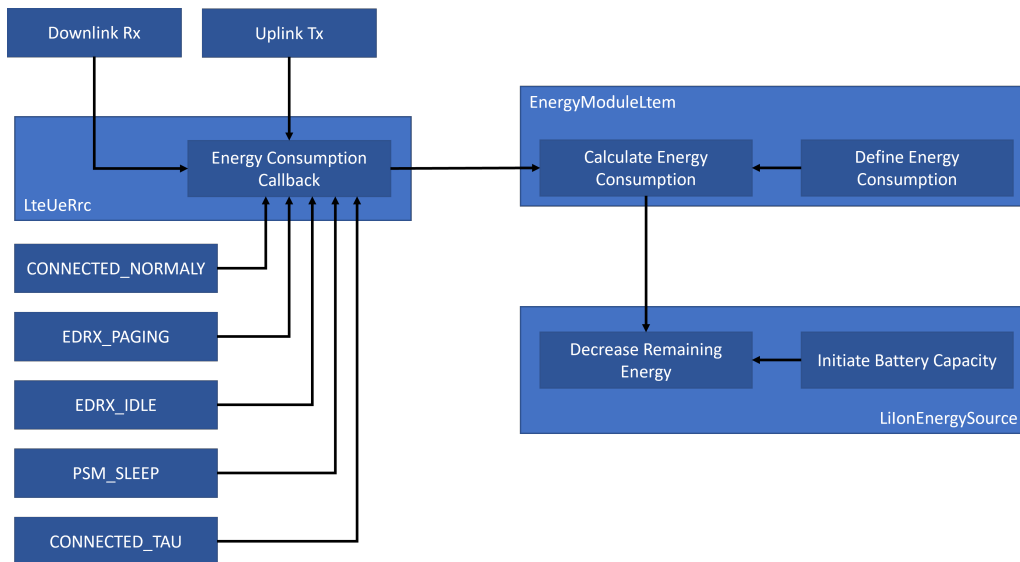 Downlink Rx
Uplink Tx
Energy Consumption
Callback
LteUeRrc
CONNECTED_NORMALY
EDRX_PAGING
EDRX_IDLE
PSM_SLEEP
CONNECTED_TAU
EnergyModuleLtem
Calculate Energy
Consumption
Define Energy
Consumption
Decrease Remaining
Energy
Initiate Battery Capacity
LiIonEnergySource